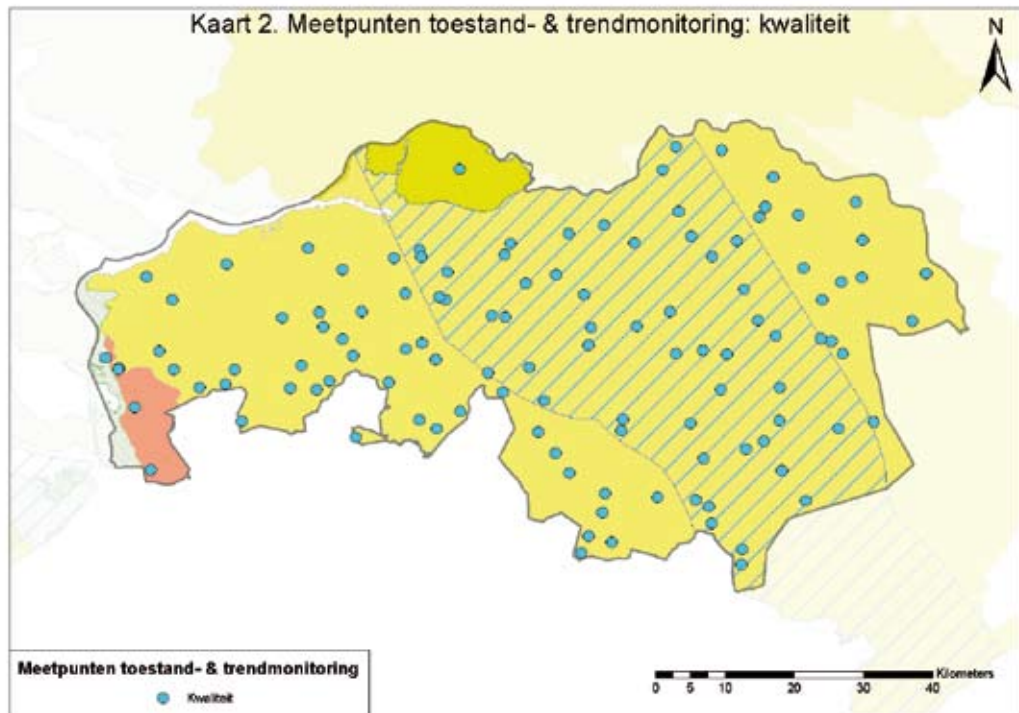 Kaart 2. Meetpunten toestand- & trendmonitoring: kwaliteit
N
Meetpunten toestand- & trendmonitoring
Kwaliteit
Kilometers
0 5 10 20 30 40